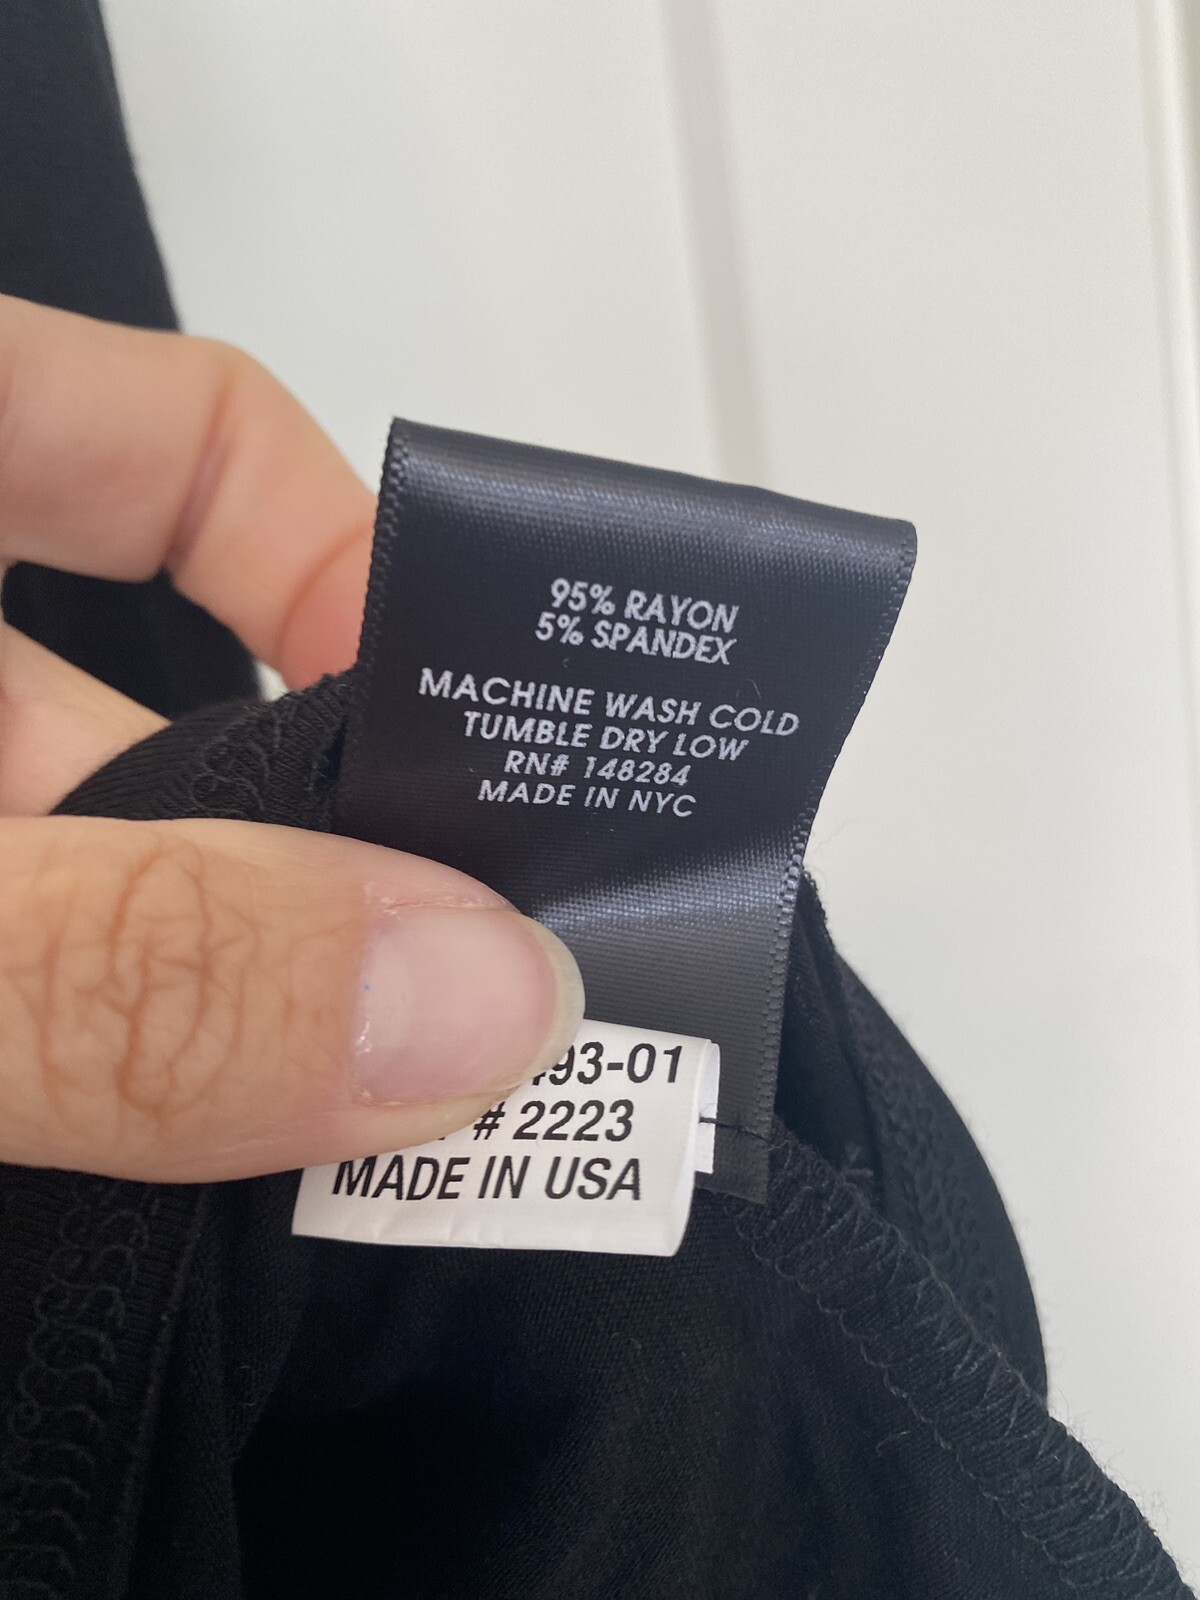 95% RAYON
5% SPANDEX
MACHINE WASH COLD
TUMBLE DRY LOW
RN# 148284
MADE IN NYC
93-01
# 2223
MADE IN USA